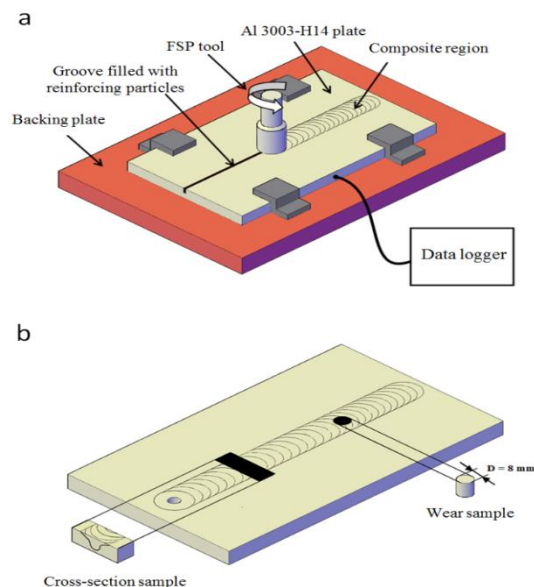 a
Al 3003-H14 plate
FSP tool
Composite region
Groove filled with
reinforcing particles
Backing plate
Data logger
b
D = 8 mm
Wear sample
Cross-section sample